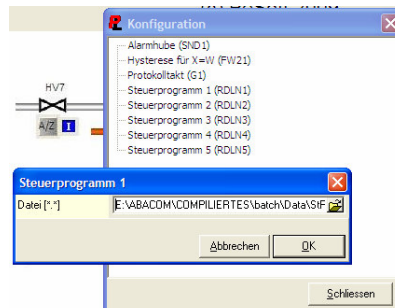 Konfiguration
Alarmhube (SND1)
Hysterese für X=W (FW21)
Protokolltakt (G1)
Steuerprogramm 1 (RDLN1)
Steuerprogramm 2 (RDLN2)
Steuerprogramm 3 (RDLN3)
Steuerprogramm 4 (RDLN4)
Steuerprogramm 5 (RDLN5)
HV7
A/Z I
Steuerprogramm 1
Datei [*.*] E:\ABACOM\COMPILIERTES\batch\Data\StF
Abbrechen OK
Schliessen